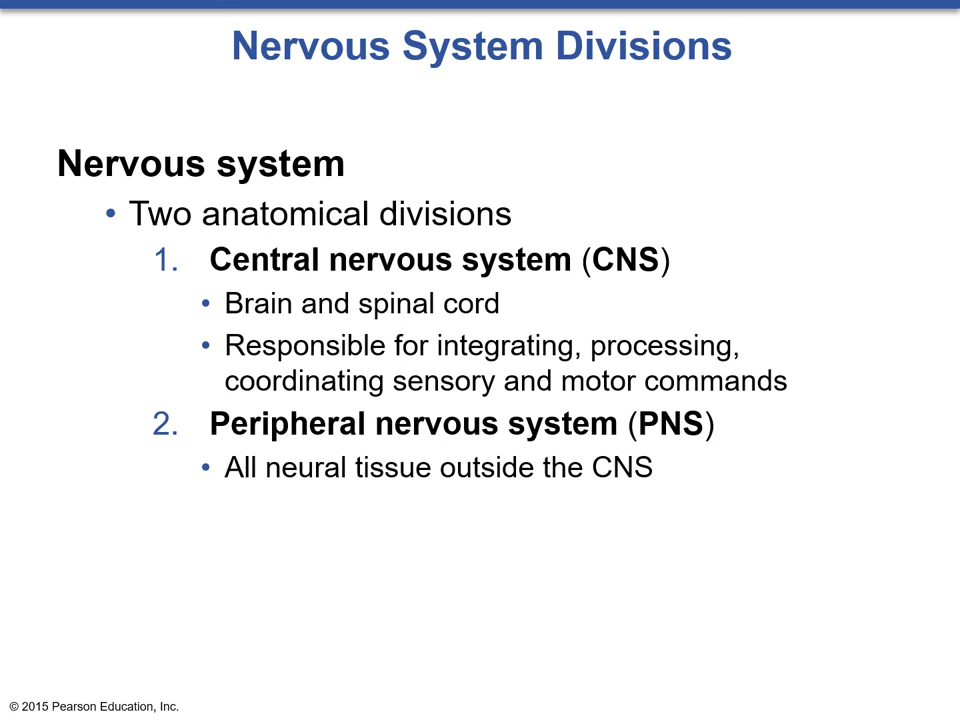 Nervous System Divisions
Nervous system
• Two anatomical divisions
1. Central nervous system (CNS)
• Brain and spinal cord
• Responsible for integrating, processing,
coordinating sensory and motor commands
2. Peripheral nervous system (PNS)
• All neural tissue outside the CNS
© 2015 Pearson Education, Inc.